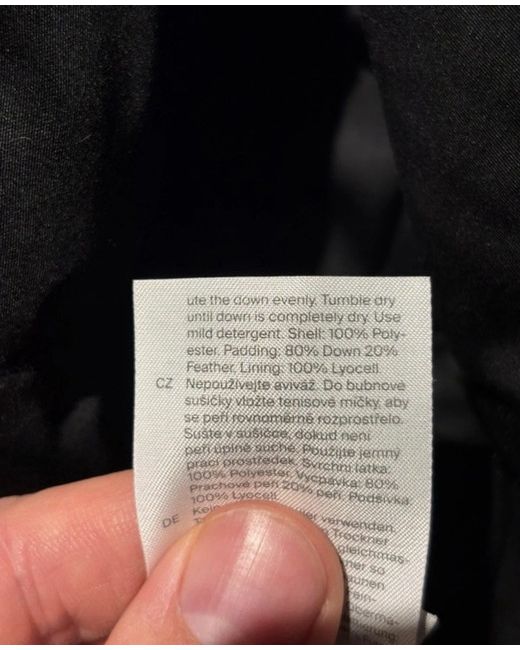 ute the down evenly. Tumble dry
until down is completely dry. Use
mild detergent. Shell: 100% Poly-
ester. Padding: 80% Down 20%
Feather. Lining: 100% Lyocell.
CZ Nepoužívejte aviváž. Do bubnové
sušičky vložte tenisové míčky, aby
se peří rovnoměrně rozprostřelo.
Sušte v sušičce, dokud není
peří úplně suché. Použijte jemný
prací prostředek. Svrchní látka:
100% Polyester. Vycpávka: 80%
Prachové peří 20% peří. Podšívka:
100% Lyocell
DE verwenden.
Trockner
gleichmäs-